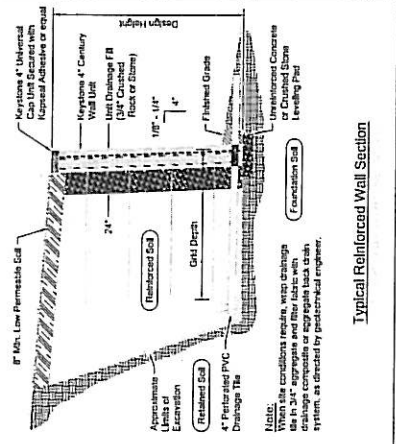 8" Min. Low Permeable Soil
Keystone 4" Universal
Cap Unit Secured with
Kapseal Adhesive or equal
Keystone 4" Century
Wall Unit
Unit Drainage Fill
(3/4" Crushed
Rock or Stone)
1/8" - 1/4"
4"
Design Height
24"
Finished Grade
Reinforced Soil
Grid Depth
Approximate
Limits of
Excavation
Retained Soil
4" Perforated PVC
Drainage Tile
Foundation Soil
Unreinforced Concrete
or Crushed Stone
Leveling Pad
Note:
When site conditions require, wrap drainage
tile in 3/4" aggregate and filter fabric with
drainage composite or aggregate back drain
system, as directed by geotechnical engineer.
Typical Reinforced Wall Section